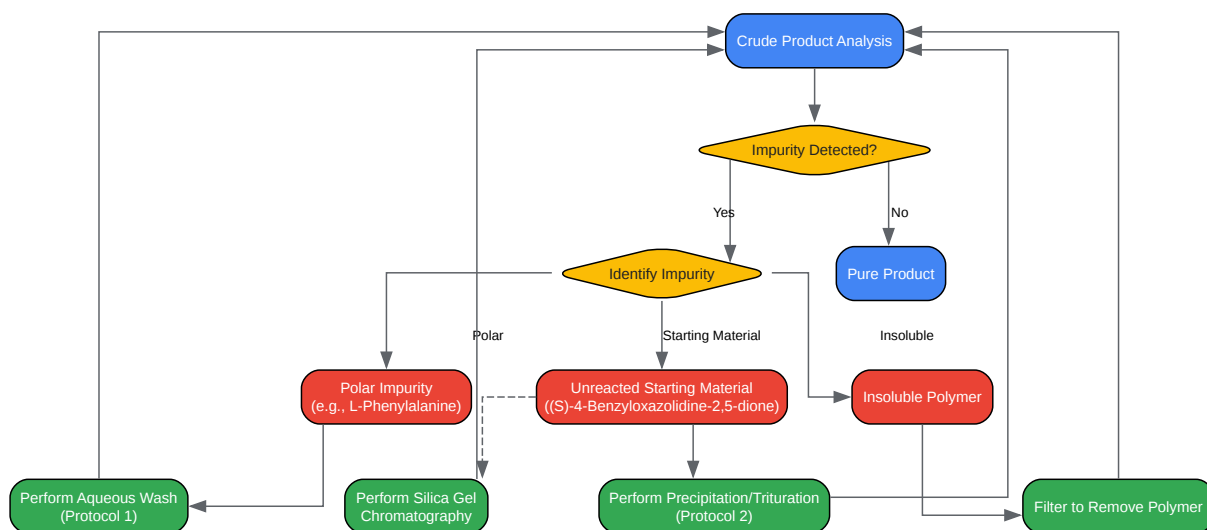 Crude Product Analysis
Impurity Detected?
Yes
No
Identify Impurity
Pure Product
Polar
Starting Material
Insoluble
Polar Impurity
(e.g., L-Phenylalanine)
Unreacted Starting Material
((S)-4-Benzyloxazolidine-2,5-dione)
Insoluble Polymer
Perform Aqueous Wash
(Protocol 1)
Perform Silica Gel
Chromatography
Perform Precipitation/Trituration
(Protocol 2)
Filter to Remove Polymer